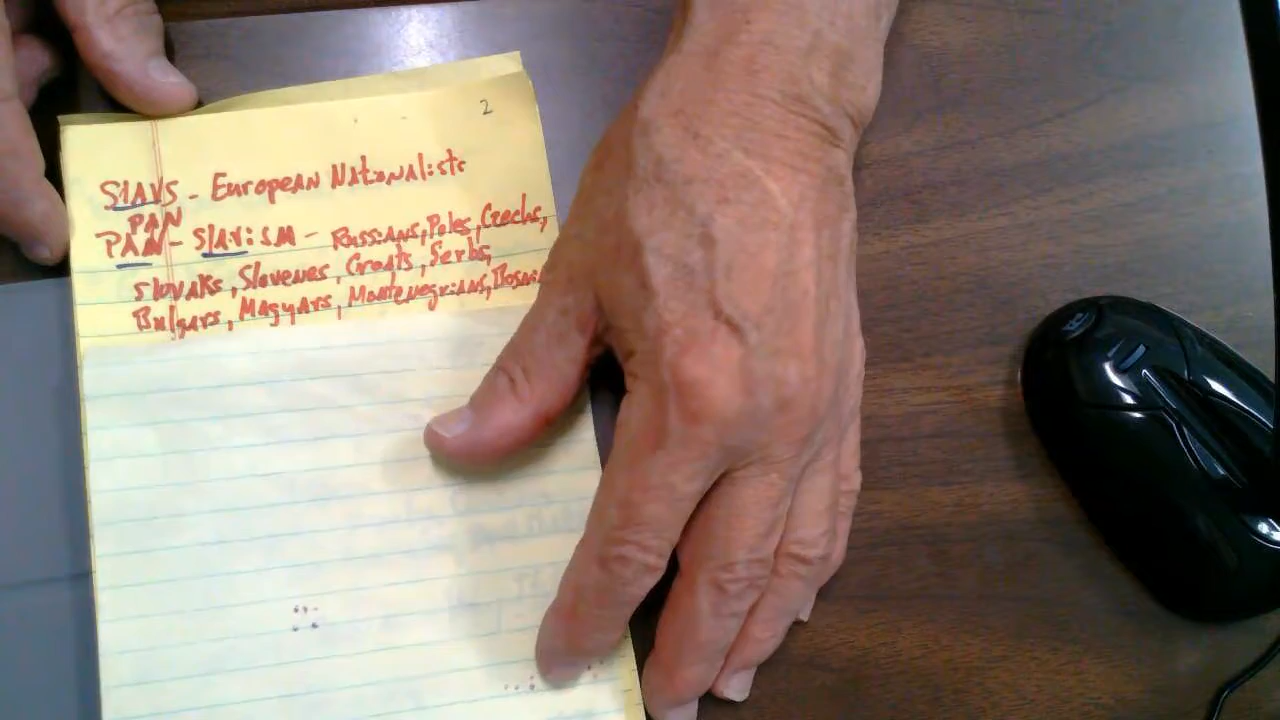 2
SLAVS - European Nationalists
PAN
PAN - Slavism - Russians, Poles, Czechs,
Slovaks, Slovenes, Croats, Serbs,
Bulgars, Magyars, Montenegrians,